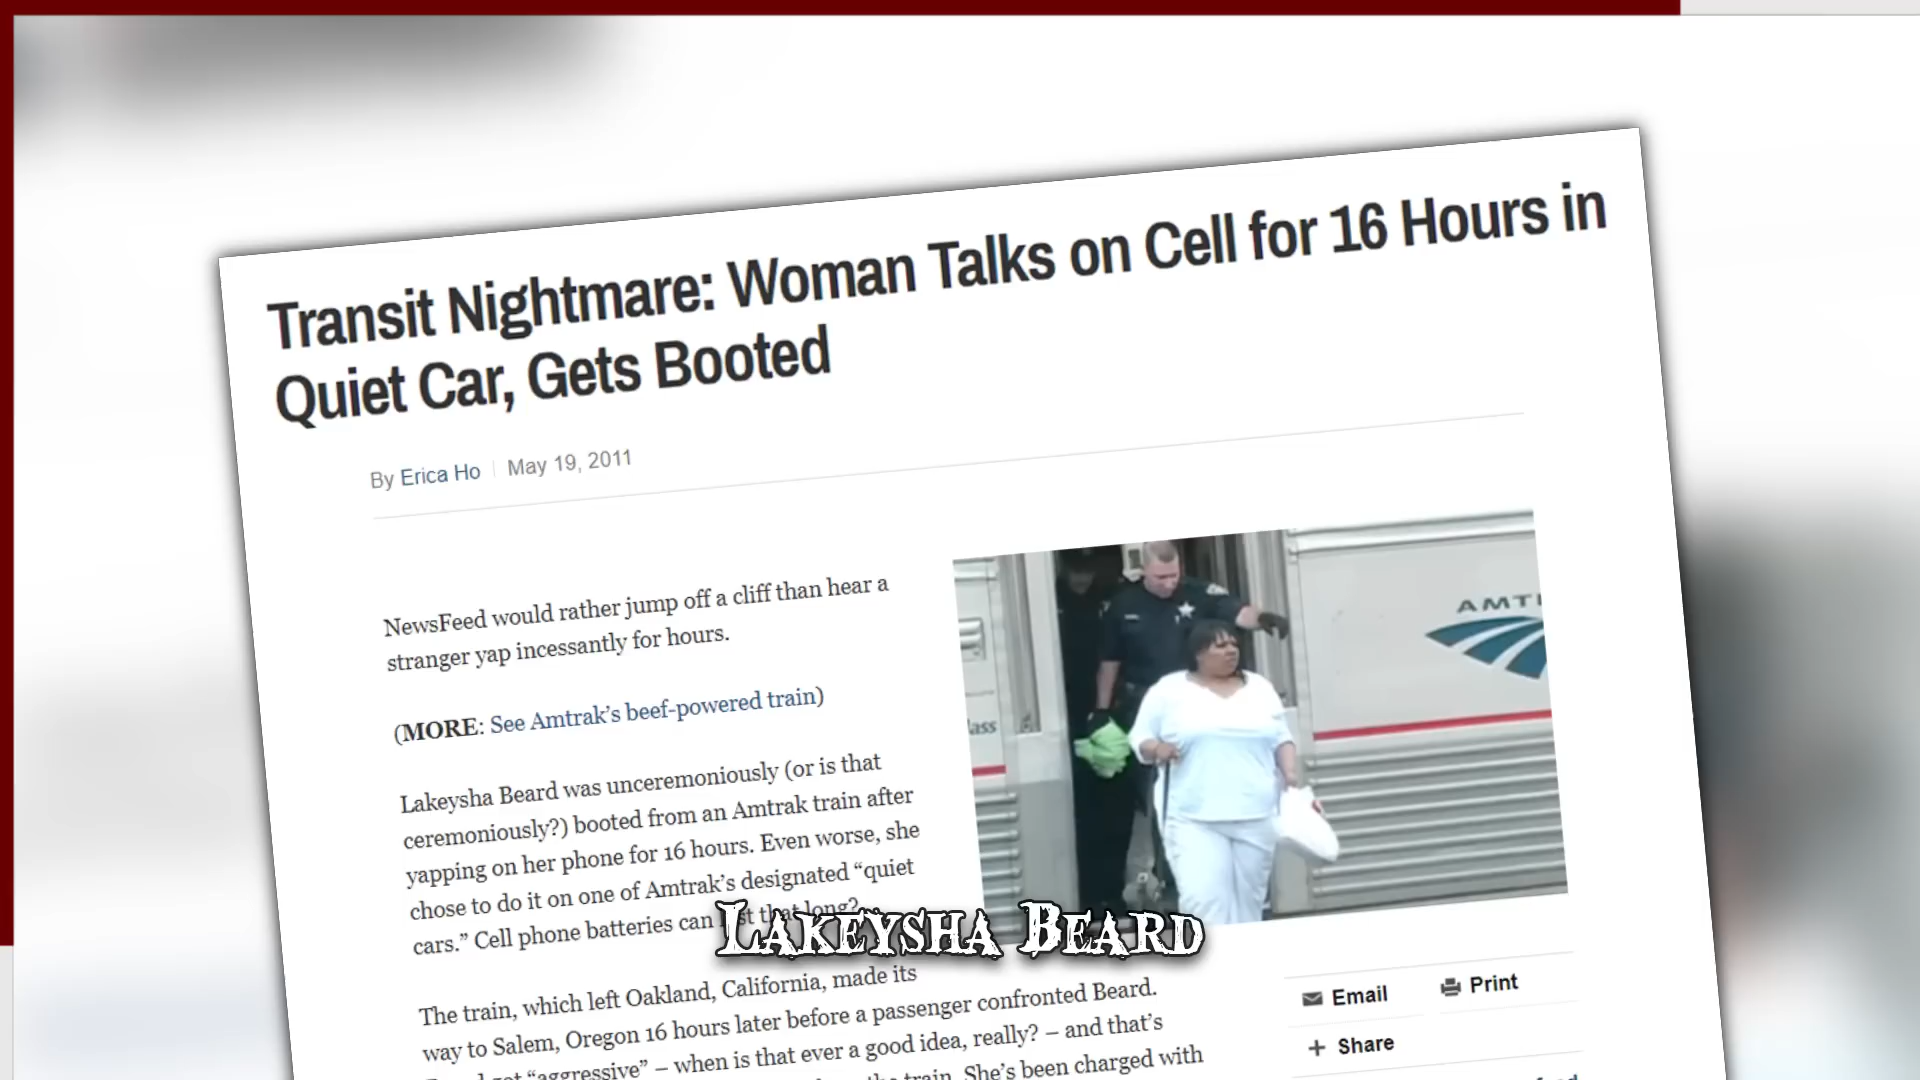 Transit Nightmare: Woman Talks on Cell for 16 Hours in
Quiet Car, Gets Booted
By Erica Ho | May 19, 2011
NewsFeed would rather jump off a cliff than hear a
stranger yap incessantly for hours.
(MORE: See Amtrak’s beef-powered train)
Lakeysha Beard was unceremoniously (or is that
ceremoniously?) booted from an Amtrak train after
yapping on her phone for 16 hours. Even worse, she
chose to do it on one of Amtrak’s designated “quiet
cars.” Cell phone batteries can last that long?
The train, which left Oakland, California, made its
way to Salem, Oregon 16 hours later before a passenger confronted Beard.
“aggressive” – when is that ever a good idea, really? – and that’s
train. She’s been charged with
AMT
ass
Lakeysha Beard
Email
Print
Share